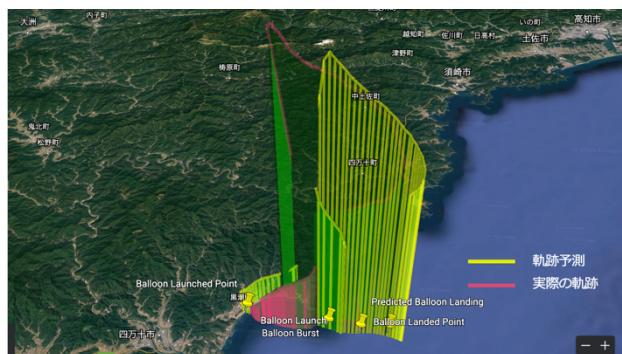 大洲
内子町
いの町
高知市
越知町
佐川町
日高村
土佐市
津野町
梼原町
須崎市
中土佐町
鬼北町
松野町
四万十町
軌跡予測
Balloon Launched Point
実際の軌跡
黒潮町
Predicted Balloon Landing
Balloon Launch
Balloon Landed Point
Balloon Burst
四万十市